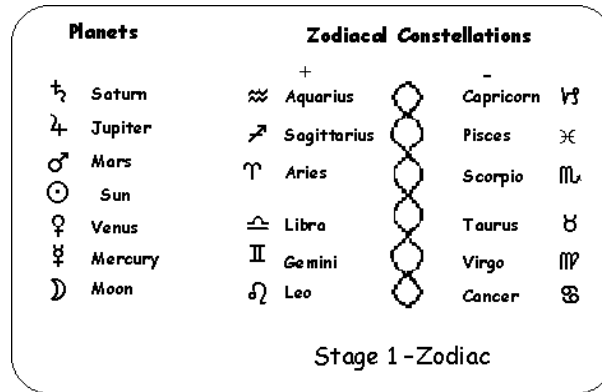 Planets Zodiacal Constellations
+ -
♄ Saturn ♒ Aquarius Capricorn ♑
♃ Jupiter ♐ Sagittarius Pisces ♓
♂ Mars ♈ Aries Scorpio ♏
☉ Sun
♀ Venus ♎ Libra Taurus ♉
☿ Mercury ♊ Gemini Virgo ♍
☽ Moon ♌ Leo Cancer ♋
Stage 1-Zodiac